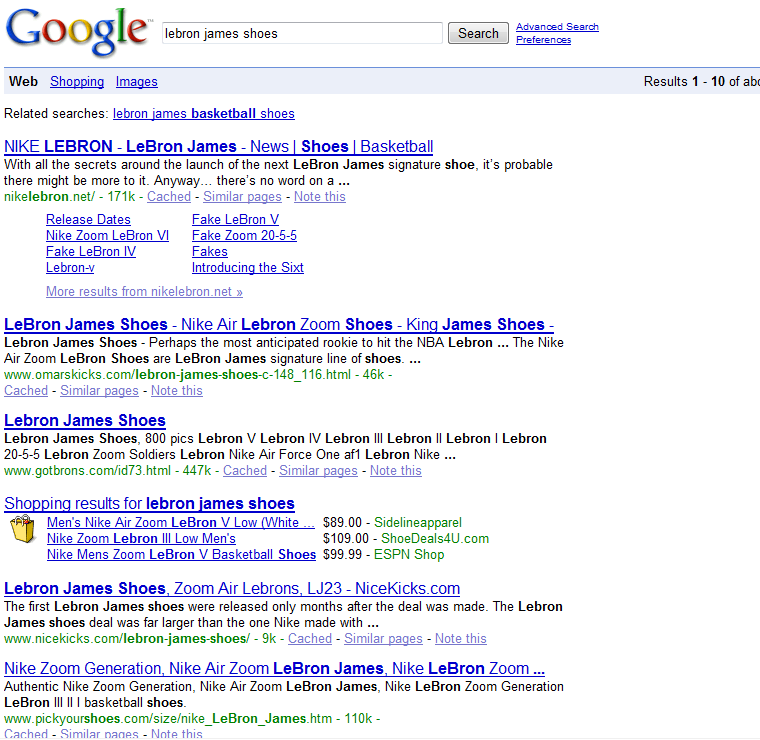 Google™
lebron james shoes
Search
Advanced Search
Preferences
Web Shopping Images
Results 1 - 10 of abo
Related searches: lebron james basketball shoes
NIKE LEBRON - LeBron James - News | Shoes | Basketball
With all the secrets around the launch of the next LeBron James signature shoe, it's probable
there might be more to it. Anyway... there's no word on a ...
nikelebron.net/ - 171k - Cached - Similar pages - Note this
Release Dates Fake LeBron V
Nike Zoom LeBron VI Fake Zoom 20-5-5
Fake LeBron IV Fakes
Lebron-v Introducing the Sixt
More results from nikelebron.net »
LeBron James Shoes - Nike Air Lebron Zoom Shoes - King James Shoes -
Lebron James Shoes - Perhaps the most anticipated rookie to hit the NBA Lebron ... The Nike
Air Zoom LeBron Shoes are LeBron James signature line of shoes. ...
www.omarskicks.com/lebron-james-shoes-c-148_116.html - 46k -
Cached - Similar pages - Note this
Lebron James Shoes
Lebron James Shoes, 800 pics Lebron V Lebron IV Lebron III Lebron II Lebron I Lebron
20-5-5 Lebron Zoom Soldiers Lebron Nike Air Force One af1 Lebron Nike ...
www.gotbrons.com/id73.html - 447k - Cached - Similar pages - Note this
Shopping results for lebron james shoes
Men's Nike Air Zoom LeBron V Low (White ... $89.00 - Sidelineapparel
Nike Zoom Lebron III Low Men's $109.00 - ShoeDeals4U.com
Nike Mens Zoom LeBron V Basketball Shoes $99.99 - ESPN Shop
Lebron James Shoes, Zoom Air Lebrons, LJ23 - NiceKicks.com
The first Lebron James shoes were released only months after the deal was made. The Lebron
James shoes deal was far larger than the one Nike made with ...
www.nicekicks.com/lebron-james-shoes/ - 9k - Cached - Similar pages - Note this
Nike Zoom Generation, Nike Air Zoom LeBron James, Nike LeBron Zoom ...
Authentic Nike Zoom Generation, Nike Air Zoom LeBron James, Nike LeBron Zoom Generation
LeBron III II I basketball shoes.
www.pickyourshoes.com/size/nike_LeBron_James.htm - 110k -
Cached - Similar pages - Note this